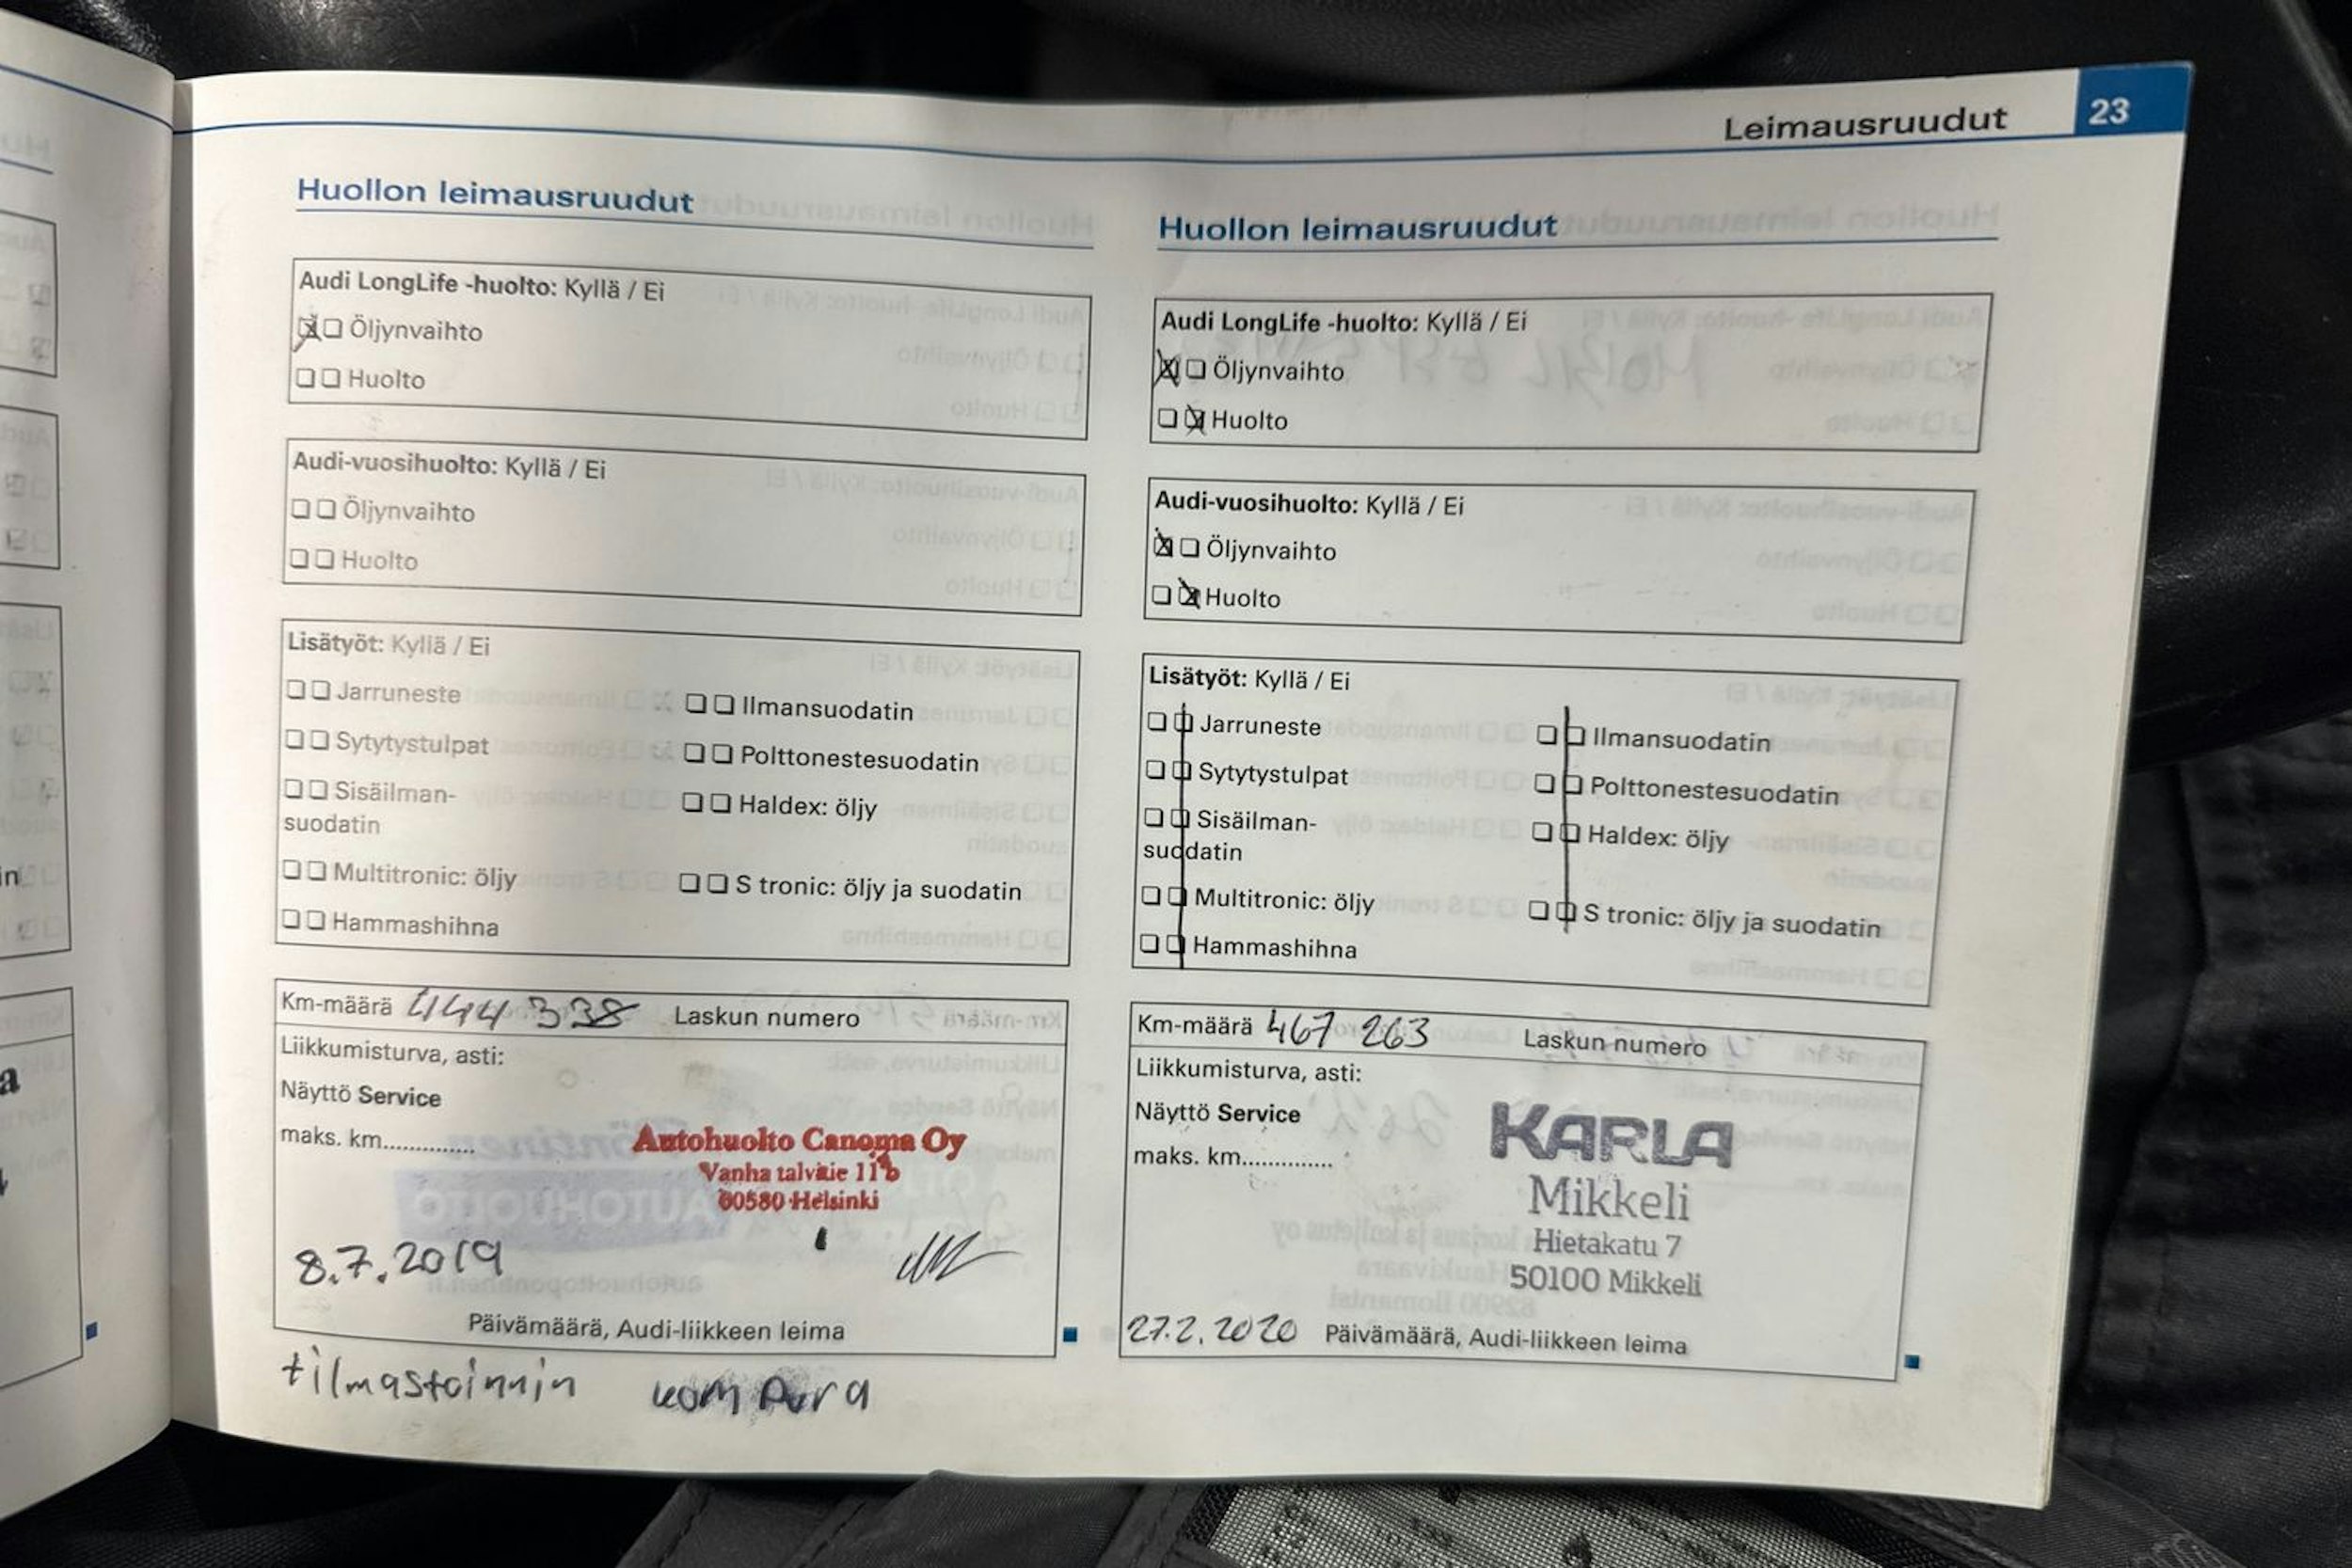 Leimausruudut 23
Huollon leimausruudut
Audi LongLife -huolto: Kyllä / Ei
Öljynvaihto
Huolto
Audi-vuosihuolto: Kyllä / Ei
Öljynvaihto
Huolto
Lisätyöt: Kyllä / Ei
Jarruneste
Ilmansuodatin
Sytytystulpat
Polttonestesuodatin
Sisäilman-
suodatin
Haldex: öljy
Multitronic: öljy
S tronic: öljy ja suodatin
Hammashihna
Km-määrä 444 338 Laskun numero
Liikkumisturva, asti:
Näyttö Service
maks. km..............
Autohuolto Canoma Oy
Vanha talvitie 11 b
00580 Helsinki
8.7.2019
Päivämäärä, Audi-liikkeen leima
Huollon leimausruudut
Audi LongLife -huolto: Kyllä / Ei
Öljynvaihto
Huolto
Audi-vuosihuolto: Kyllä / Ei
Öljynvaihto
Huolto
Lisätyöt: Kyllä / Ei
Jarruneste
Ilmansuodatin
Sytytystulpat
Polttonestesuodatin
Sisäilman-
suodatin
Haldex: öljy
Multitronic: öljy
S tronic: öljy ja suodatin
Hammashihna
Km-määrä 467 263 Laskun numero
Liikkumisturva, asti:
Näyttö Service
maks. km..............
KARLA
Mikkeli
Hietakatu 7
50100 Mikkeli
27.2.2020 Päivämäärä, Audi-liikkeen leima